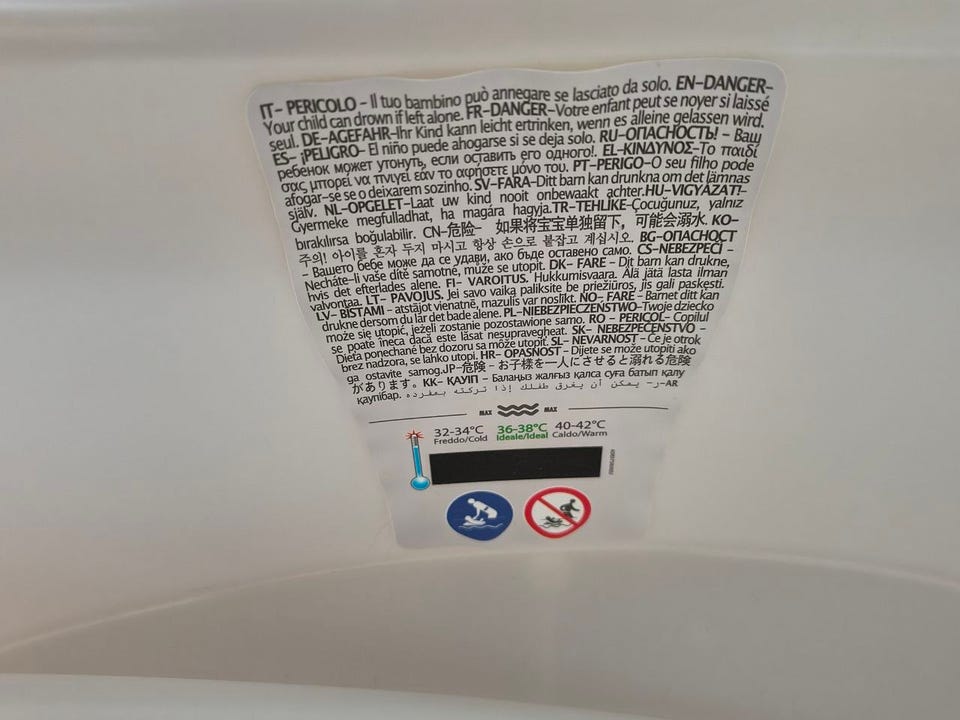 IT- PERICOLO - Il tuo bambino può annegare se lasciato da solo. EN-DANGER-
Your child can drown if left alone. FR-DANGER-Votre enfant peut se noyer si laissé
seul. DE-AGEFAHR-Ihr Kind kann leicht ertrinken, wenn es alleine gelassen wird.
ES- ¡PELIGRO- El niño puede ahogarse si se deja solo. RU-ОПАСНОСТЬ! - Ваш
ребенок может утонуть, если оставить его одного!. EL-ΚΙΝΔΥΝΟΣ-Το παιδί
σας μπορεί να πνιγεί εάν το αφήσετε μόνο του. PT-PERIGO-O seu filho pode
afogar-se se o deixarem sozinho. SV-FARA-Ditt barn kan drunkna om det lämnas
själv. NL-OPGELET-Laat uw kind nooit onbewaakt achter.HU-VIGYÁZAT!-
Gyermeke megfulladhat, ha magára hagyja.TR-TEHLİKE-Çocuğunuz, yalnız
bırakılırsa boğulabilir. CN-危险- 如果将宝宝单独留下，可能会溺水. KO-
주의! 아이를 혼자 두지 마시고 항상 손으로 붙잡고 계십시오. BG-ОПАСНОСТ
- Вашето бебе може да се удави, ако бъде оставено само. CS-NEBEZPEČÍ -
Necháte-li vaše dítě samotné, může se utopit. DK- FARE - Dit barn kan drukne,
hvis det efterlades alene. FI- VAROITUS. Hukkumisvaara. Älä jätä lasta ilman
valvontaa. LT- PAVOJUS. Jei savo vaiką paliksite be priežiūros, jis gali paskęsti.
LV- BĪSTAMI - atstājot vienatnē, mazulis var noslīkt. NO- FARE - Barnet ditt kan
drukne dersom du lar det bade alene. PL-NIEBEZPIECZEŃSTWO-Twoje dziecko
może się utopić, jeżeli zostanie pozostawione samo. RO - PERICOL- Copilul
se poate îneca dacă este lăsat nesupravegheat. SK- NEBEZPEČENSTVO -
Dieťa ponechané bez dozoru sa môže utopiť. SL- NEVARNOST - Če je otrok
brez nadzora, se lahko utopi. HR- OPASNOST - Dijete se može utopiti ako
ga ostavite samog.JP-危険 - お子様を一人にさせると溺れる危険
があります。KK- ҚАУІП - Балаңыз жалғыз қалса суға батып қалу
қаупібар. ر- يمكن أن يغرق طفلك إذا تركته بمفرده-AR
MAX MAX
32-34°C 36-38°C 40-42°C
Freddo/Cold Ideale/Ideal Caldo/Warm